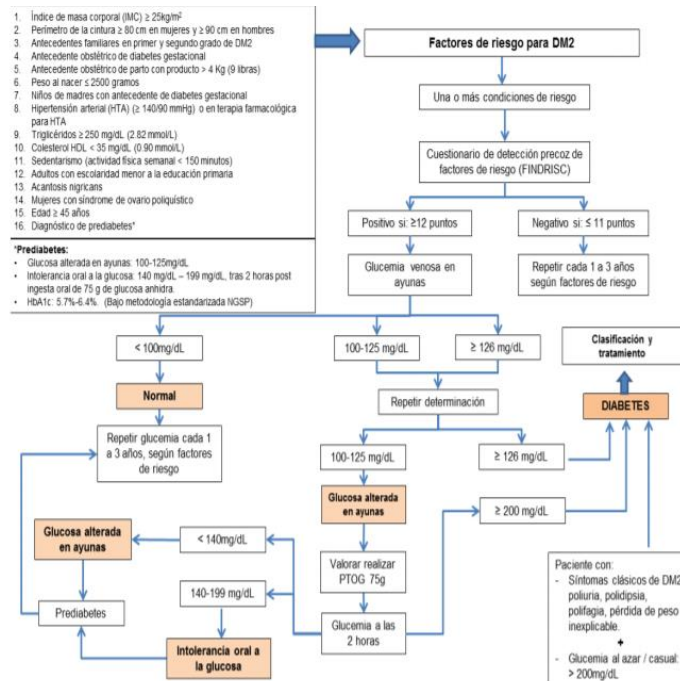 1. Índice de masa corporal (IMC) ≥ 25kg/m²
2. Perímetro de la cintura ≥ 80 cm en mujeres y ≥ 90 cm en hombres
3. Antecedentes familiares en primer y segundo grado de DM2
4. Antecedente obstétrico de diabetes gestacional
5. Antecedente obstétrico de parto con producto > 4 Kg (9 libras)
6. Peso al nacer ≤ 2500 gramos
7. Niños de madres con antecedente de diabetes gestacional
8. Hipertensión arterial (HTA) (≥ 140/90 mmHg) o en terapia farmacológica
para HTA
9. Triglicéridos ≥ 250 mg/dL (2.82 mmol/L)
10. Colesterol HDL < 35 mg/dL (0.90 mmol/L)
11. Sedentarismo (actividad física semanal < 150 minutos)
12. Adultos con escolaridad menor a la educación primaria
13. Acantosis nigricans
14. Mujeres con síndrome de ovario poliquístico
15. Edad ≥ 45 años
16. Diagnóstico de prediabetes*
*Prediabetes:
• Glucosa alterada en ayunas: 100-125mg/dL
• Intolerancia oral a la glucosa: 140 mg/dL – 199 mg/dL, tras 2 horas post
ingesta oral de 75 g de glucosa anhidra.
• HbA1c: 5.7%-6.4%. (Bajo metodología estandarizada NGSP)
Factores de riesgo para DM2
Una o más condiciones de riesgo
Cuestionario de detección precoz de
factores de riesgo (FINDRISC)
Positivo si: ≥12 puntos
Negativo si: ≤ 11 puntos
Glucemia venosa en
ayunas
Repetir cada 1 a 3 años
según factores de riesgo
< 100mg/dL
100-125 mg/dL
≥ 126 mg/dL
Clasificación y
tratamiento
Normal
Repetir determinación
DIABETES
Repetir glucemia cada 1
a 3 años, según factores
de riesgo
100-125 mg/dL
≥ 126 mg/dL
Glucosa alterada
en ayunas
≥ 200 mg/dL
Glucosa alterada
en ayunas
< 140mg/dL
Valorar realizar
PTOG 75g
Prediabetes
140-199 mg/dL
Glucemia a las
2 horas
Intolerancia oral a
la glucosa
Paciente con:
- Síntomas clásicos de DM2
poliuria, polidipsia,
polifagia, pérdida de peso
inexplicable.
+
- Glucemia al azar / casual:
> 200mg/dL